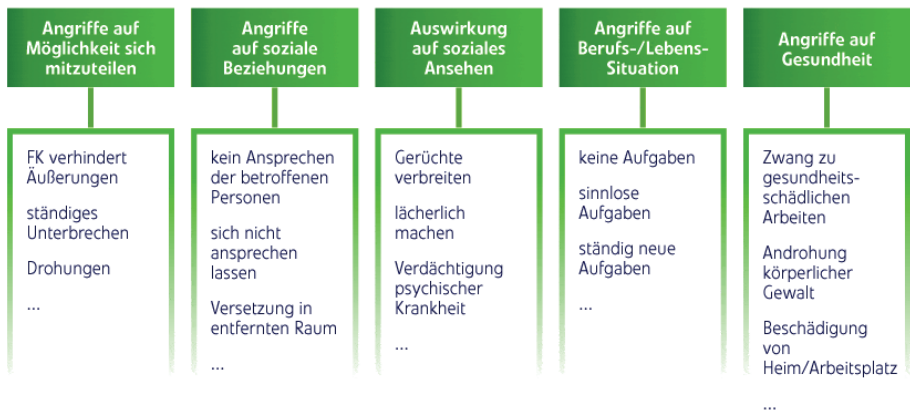 Angriffe auf
Möglichkeit sich
mitzuteilen
FK verhindert
Äußerungen
ständiges
Unterbrechen
Drohungen
...
Angriffe
auf soziale
Beziehungen
kein Ansprechen
der betroffenen
Personen
sich nicht
ansprechen
lassen
Versetzung in
entfernten Raum
...
Auswirkung
auf soziales
Ansehen
Gerüchte
verbreiten
lächerlich
machen
Verdächtigung
psychischer
Krankheit
...
Angriffe auf
Berufs-/Lebens-
Situation
keine Aufgaben
sinnlose
Aufgaben
ständig neue
Aufgaben
...
Angriffe auf
Gesundheit
Zwang zu
gesundheits-
schädlichen
Arbeiten
Androhung
körperlicher
Gewalt
Beschädigung
von
Heim/Arbeitsplatz
...